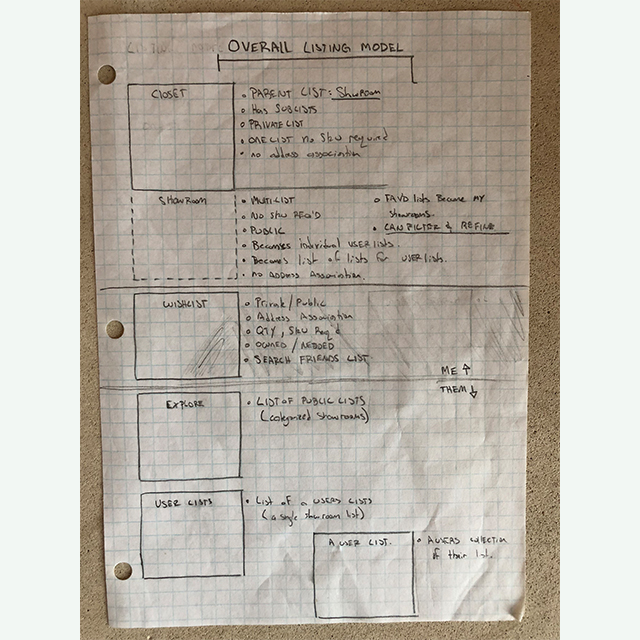 OVERALL LISTING MODEL
CLOSET
• PARENT LIST: Showroom
• Has SUBLISTS
• PRIVATE LIST
• ONE LIST no Sku required
• no address association
SHOWROOM
• MULTI LIST
• NO SKU REQ'D
• PUBLIC
• Becomes individual USER lists.
• Becomes list of lists for USER lists.
• no Address Association.
• FAVD lists Become MY
showrooms.
• CAN FILTER & REFINE
WISHLIST
• Private/Public
• Address Association
• QTY, SKU Req'd
• OWNED/NEEDED
• SEARCH FRIENDS LIST
ME ↑
THEM ↓
EXPLORE
• LIST OF PUBLIC LISTS
(categorized showrooms)
USER LISTS
• List of a USERS LISTS
(a single showroom list)
A USER LIST.
• A USERS collection
of their list.